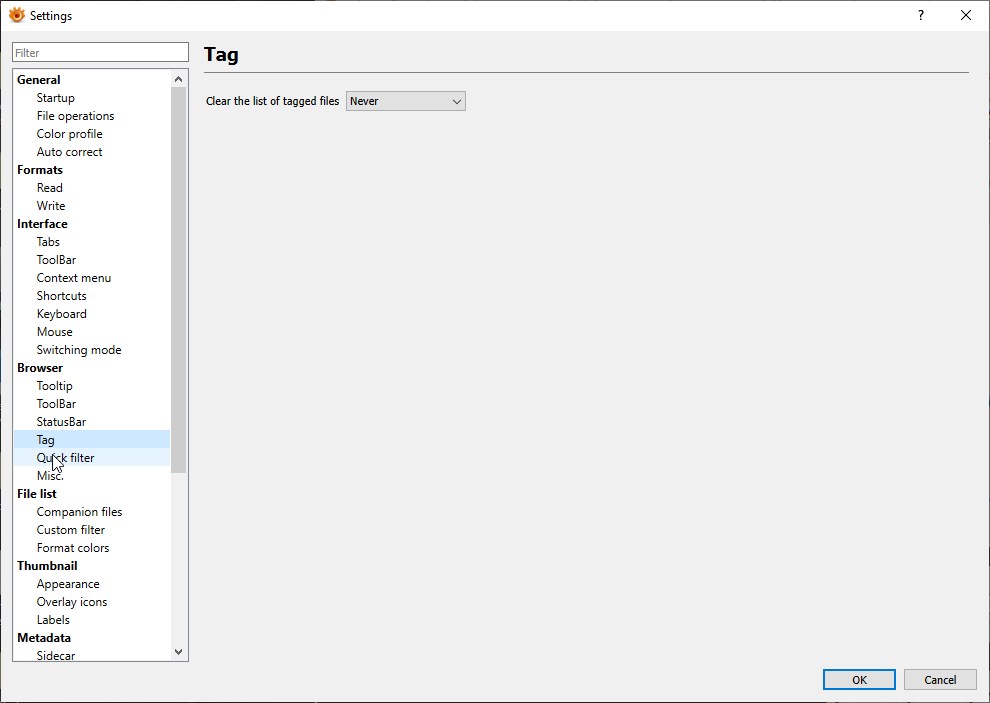 Settings
?
Filter
General
Startup
File operations
Color profile
Auto correct
Formats
Read
Write
Interface
Tabs
ToolBar
Context menu
Shortcuts
Keyboard
Mouse
Switching mode
Browser
Tooltip
ToolBar
StatusBar
Tag
Quick filter
Misc.
File list
Companion files
Custom filter
Format colors
Thumbnail
Appearance
Overlay icons
Labels
Metadata
Sidecar
Tag
Clear the list of tagged files Never
OK Cancel